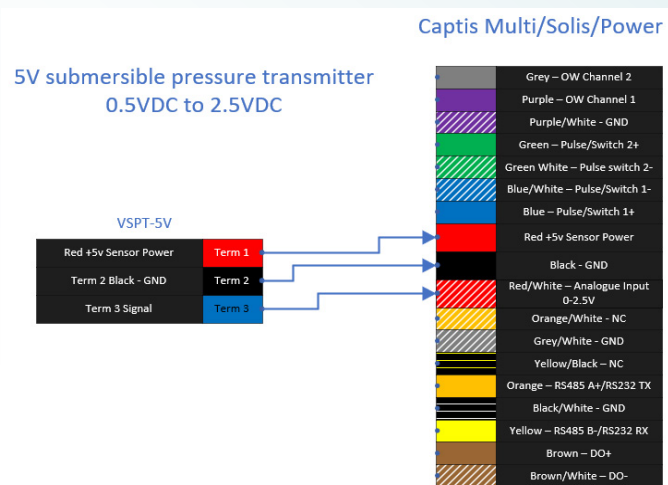 Captis Multi/Solis/Power
5V submersible pressure transmitter
0.5VDC to 2.5VDC
VSPT-5V
Red +5v Sensor Power Term 1
Term 2 Black - GND Term 2
Term 3 Signal Term 3
Grey – OW Channel 2
Purple – OW Channel 1
Purple/White - GND
Green – Pulse/Switch 2+
Green White – Pulse switch 2-
Blue/White – Pulse/Switch 1-
Blue – Pulse/Switch 1+
Red +5v Sensor Power
Black - GND
Red/White – Analogue Input
0-2.5V
Orange/White - NC
Grey/White - GND
Yellow/Black – NC
Orange – RS485 A+/RS232 TX
Black/White - GND
Yellow – RS485 B-/RS232 RX
Brown – DO+
Brown/White – DO-